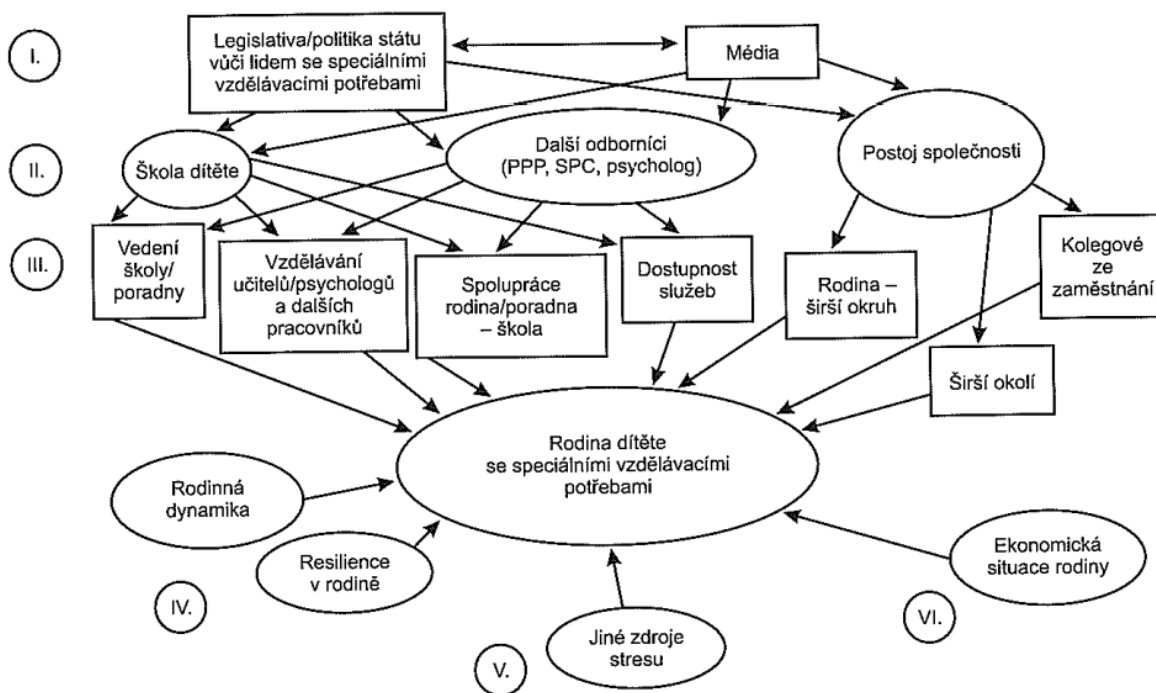 I.
Legislativa/politika státu
vůči lidem se speciálními
vzdělávacími potřebami
Média
II.
Škola dítěte
Další odborníci
(PPP, SPC, psycholog)
Postoj společnosti
III.
Vedení
školy/
poradny
Vzdělávání
učitelů/psychologů
a dalších
pracovníků
Spolupráce
rodina/poradna
– škola
Dostupnost
služeb
Rodina –
širší okruh
Kolegové
ze
zaměstnání
Širší okolí
Rodina dítěte
se speciálními vzdělávacími
potřebami
Rodinná
dynamika
Resilience
v rodině
Ekonomická
situace rodiny
IV.
VI.
Jiné zdroje
stresu
V.